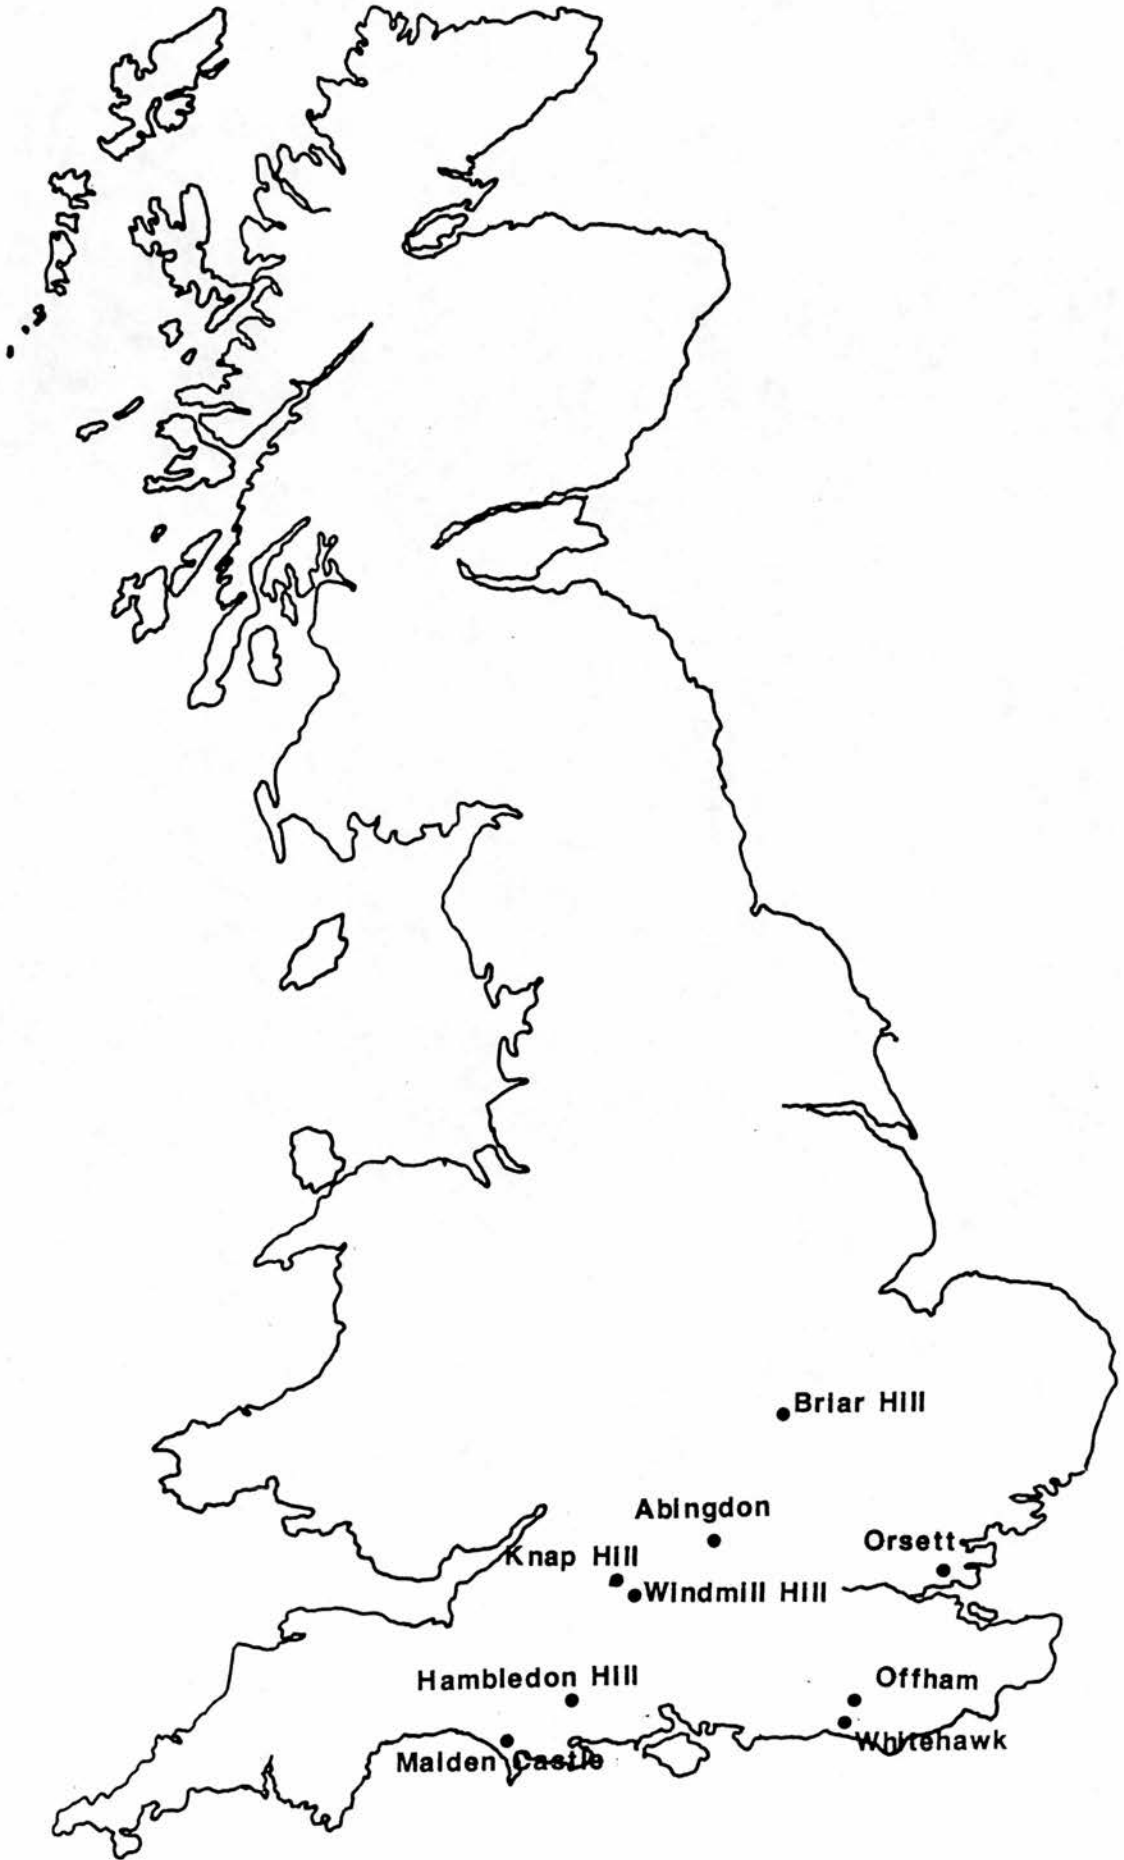 Briar Hill
Abingdon
Orsett
Knap Hill
Windmill Hill
Hambledon Hill
Offham
Whitehawk
Maiden Castle